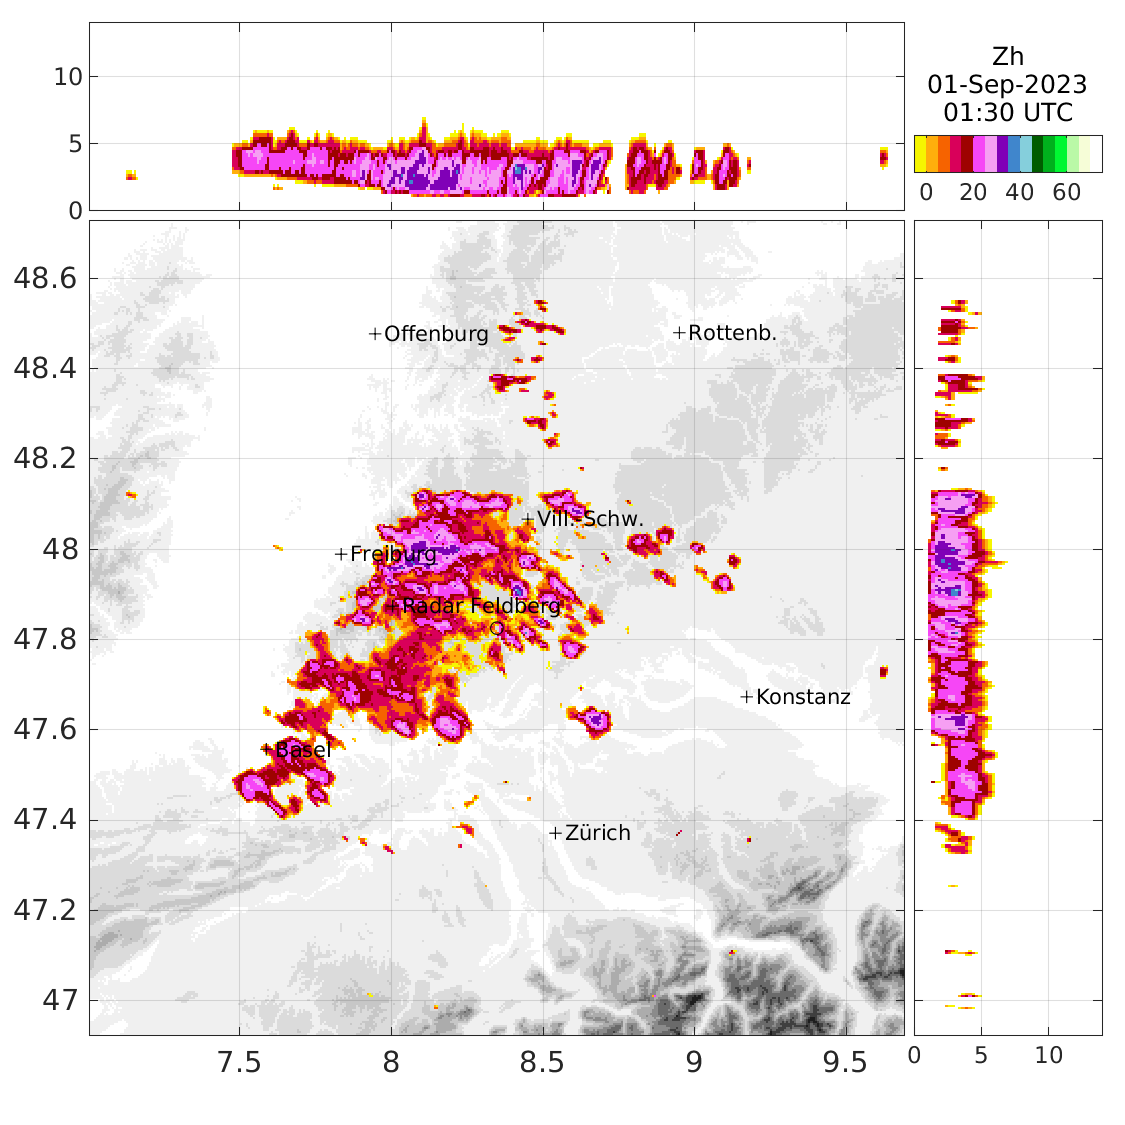 Zh
01-Sep-2023
01:30 UTC
0 20 40 60
10
5
0
48.6
48.4
48.2
48
47.8
47.6
47.4
47.2
47
+Offenburg
+Rottenb.
+Vill.-Schw.
+Freiburg
+Radar Feldberg
+Konstanz
+Basel
+Zürich
7.5 8 8.5 9 9.5
0 5 10